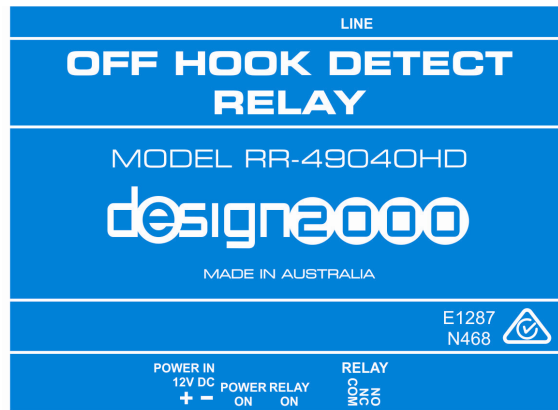 LINE
OFF HOOK DETECT
RELAY
MODEL RR-4904OHD
design2000
MADE IN AUSTRALIA
E1287
N468
POWER IN
12V DC
+ −
POWER
ON
RELAY
ON
RELAY
COM
NC
NO